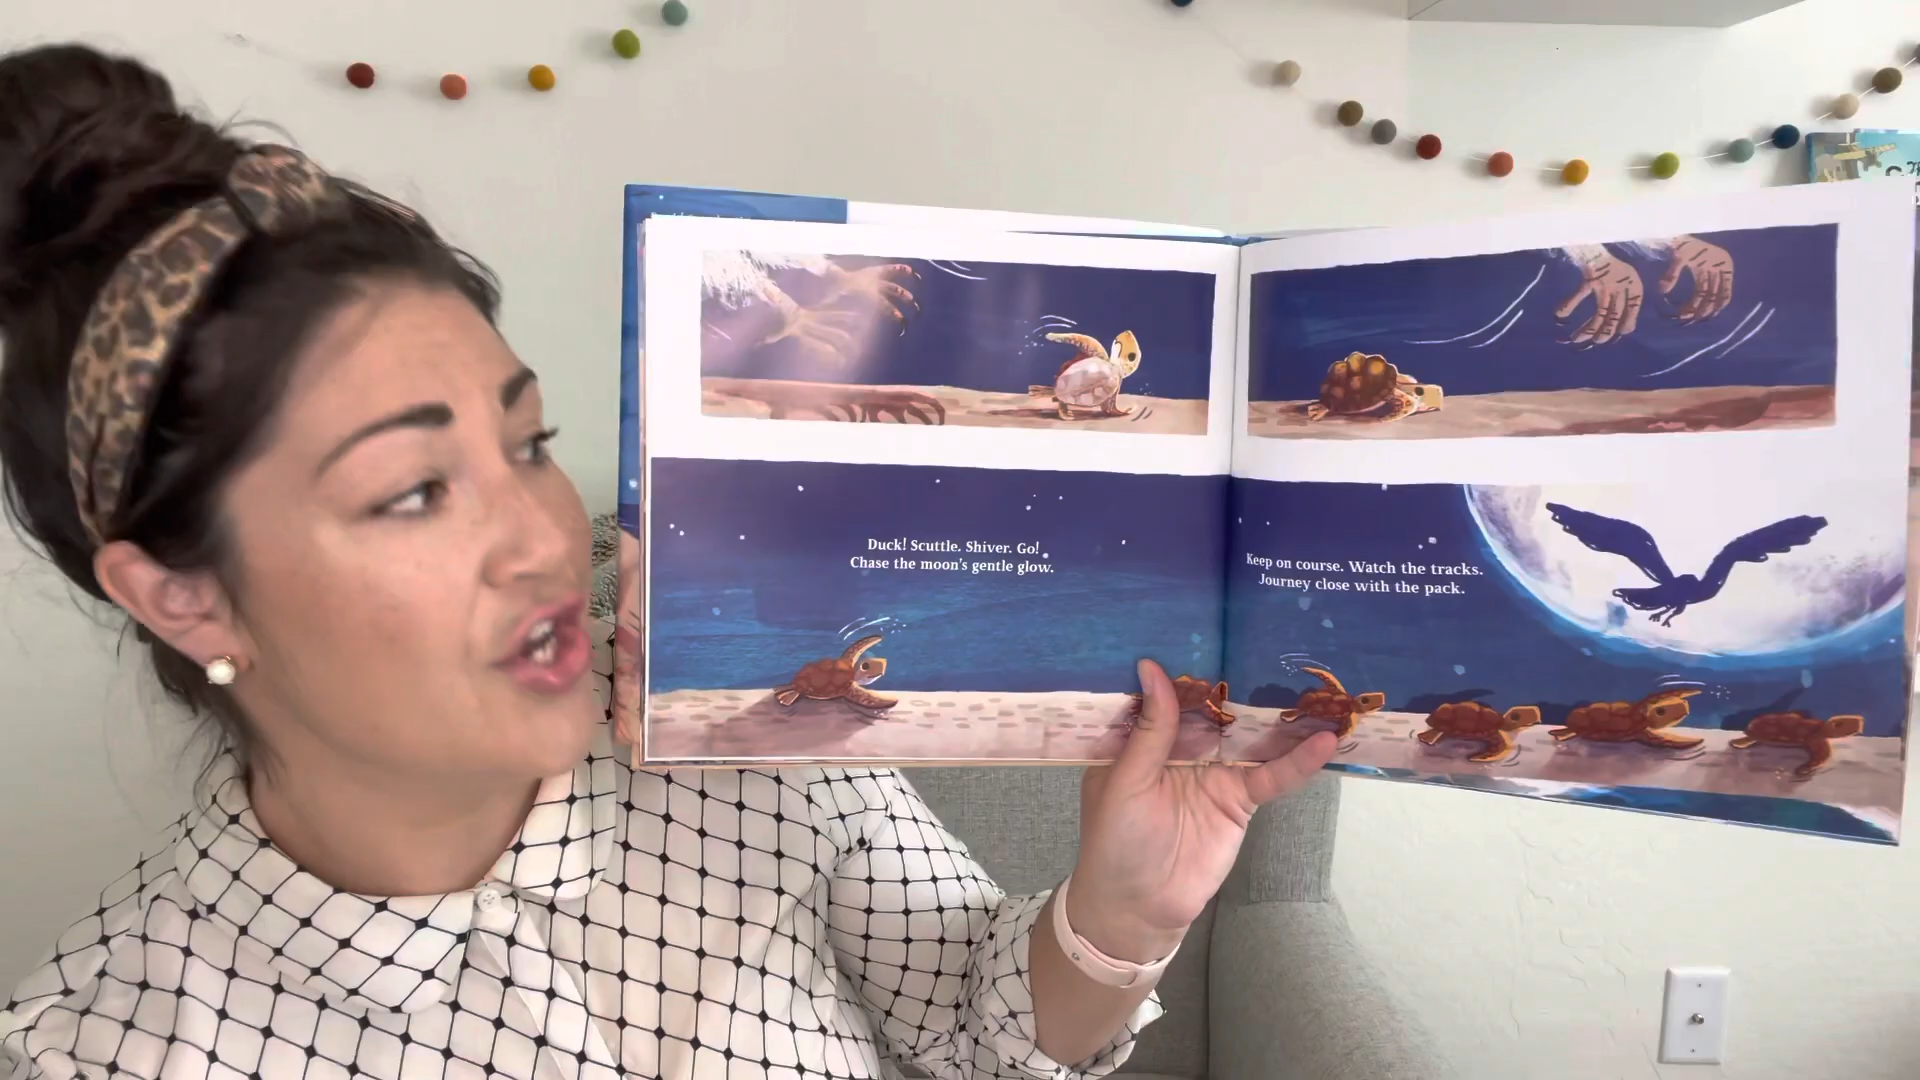 Duck! Scuttle. Shiver. Go!
Chase the moon's gentle glow.
Keep on course. Watch the tracks.
Journey close with the pack.